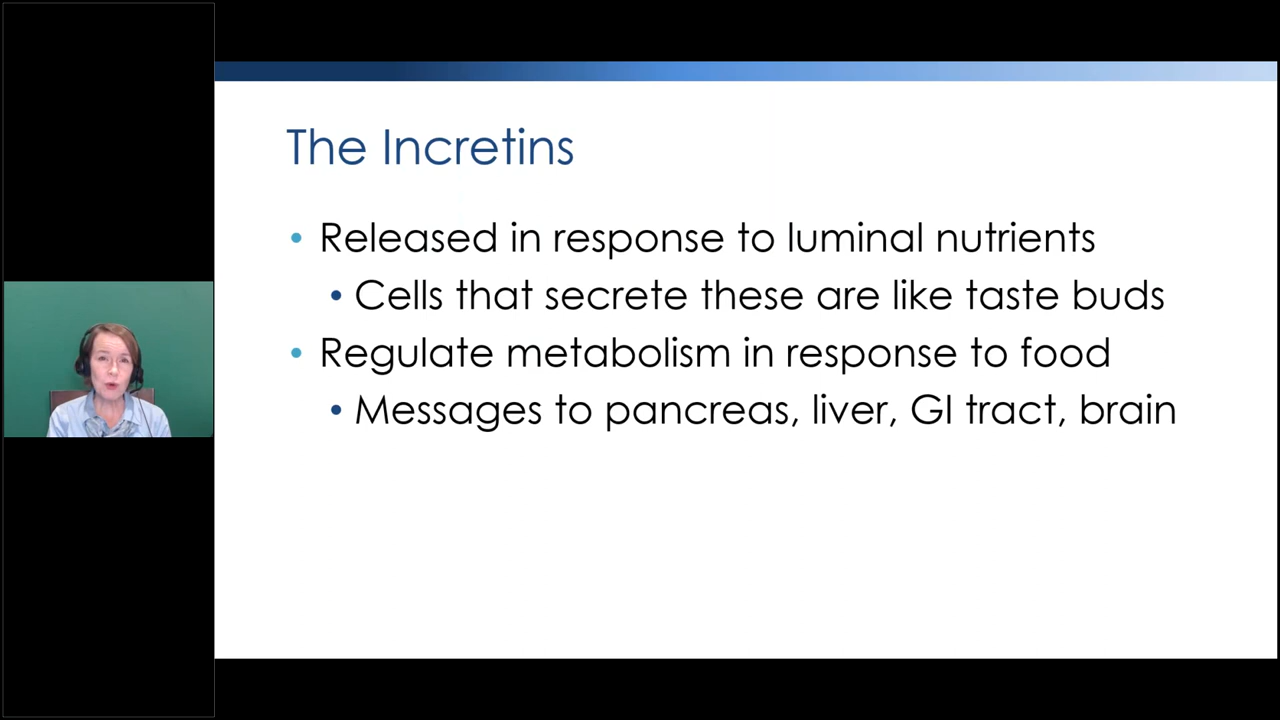 The Incretins
• Released in response to luminal nutrients
• Cells that secrete these are like taste buds
• Regulate metabolism in response to food
• Messages to pancreas, liver, GI tract, brain